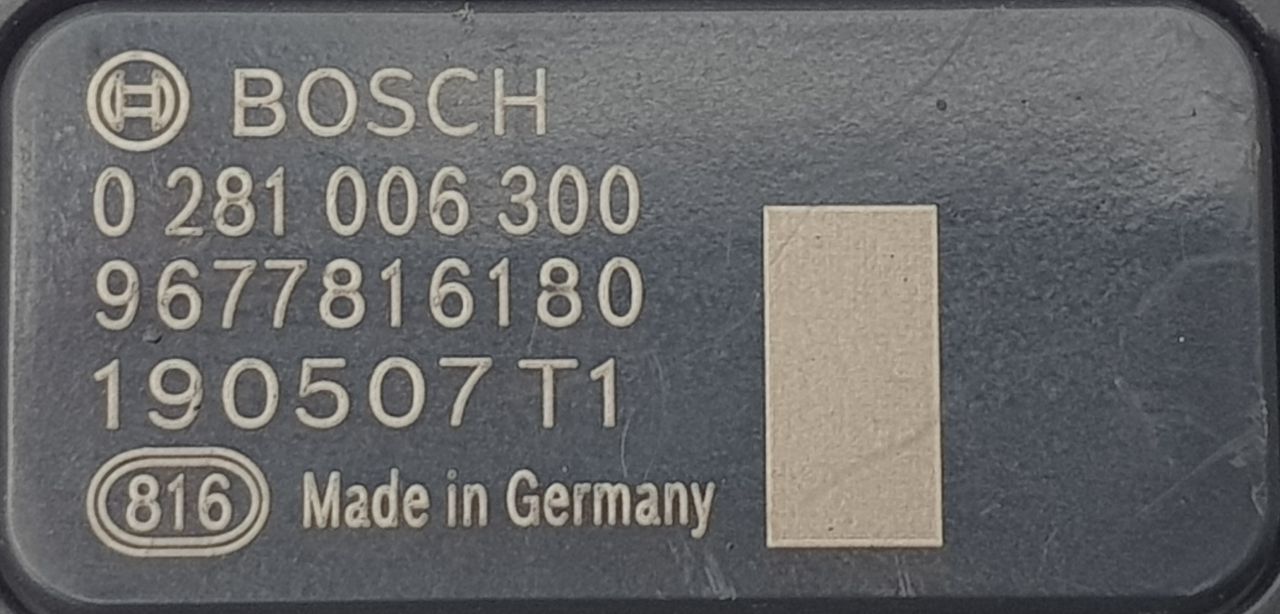 BOSCH
0 281 006 300
9677816180
190507 T1
816 Made in Germany